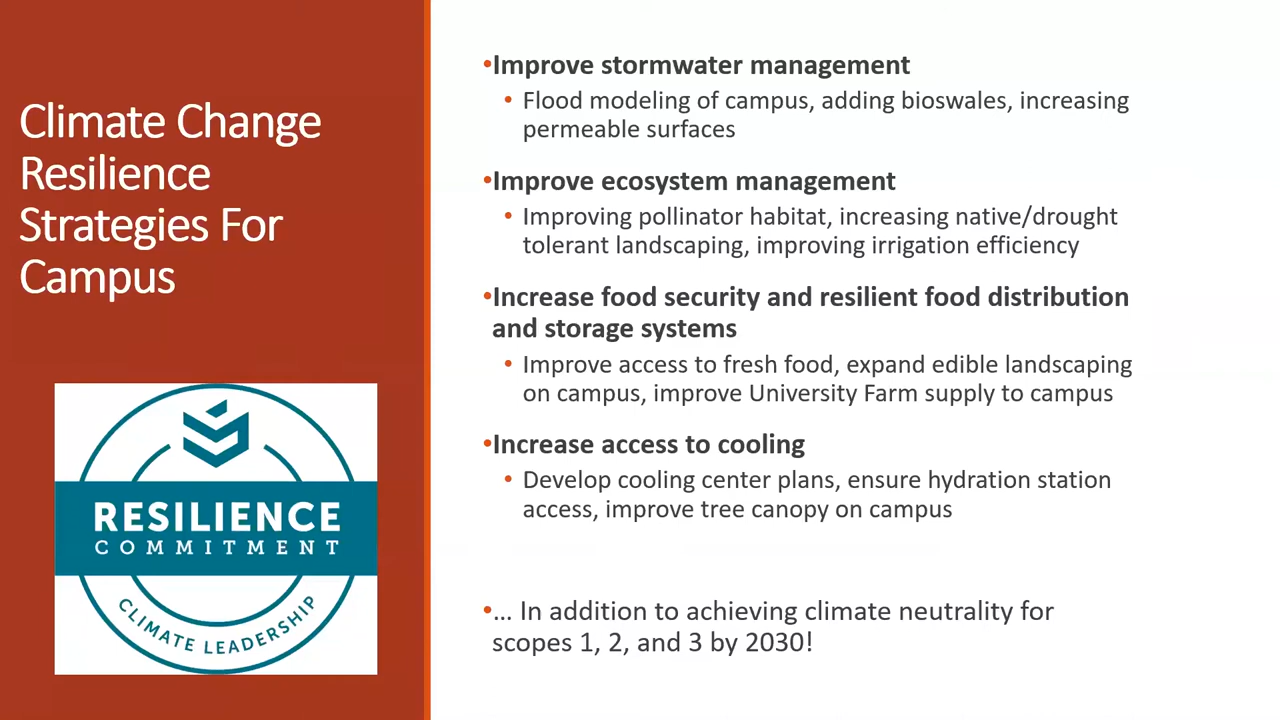 Climate Change
Resilience
Strategies For
Campus
RESILIENCE
COMMITMENT
CLIMATE LEADERSHIP
•Improve stormwater management
• Flood modeling of campus, adding bioswales, increasing
permeable surfaces
•Improve ecosystem management
• Improving pollinator habitat, increasing native/drought
tolerant landscaping, improving irrigation efficiency
•Increase food security and resilient food distribution
and storage systems
• Improve access to fresh food, expand edible landscaping
on campus, improve University Farm supply to campus
•Increase access to cooling
• Develop cooling center plans, ensure hydration station
access, improve tree canopy on campus
•... In addition to achieving climate neutrality for
scopes 1, 2, and 3 by 2030!